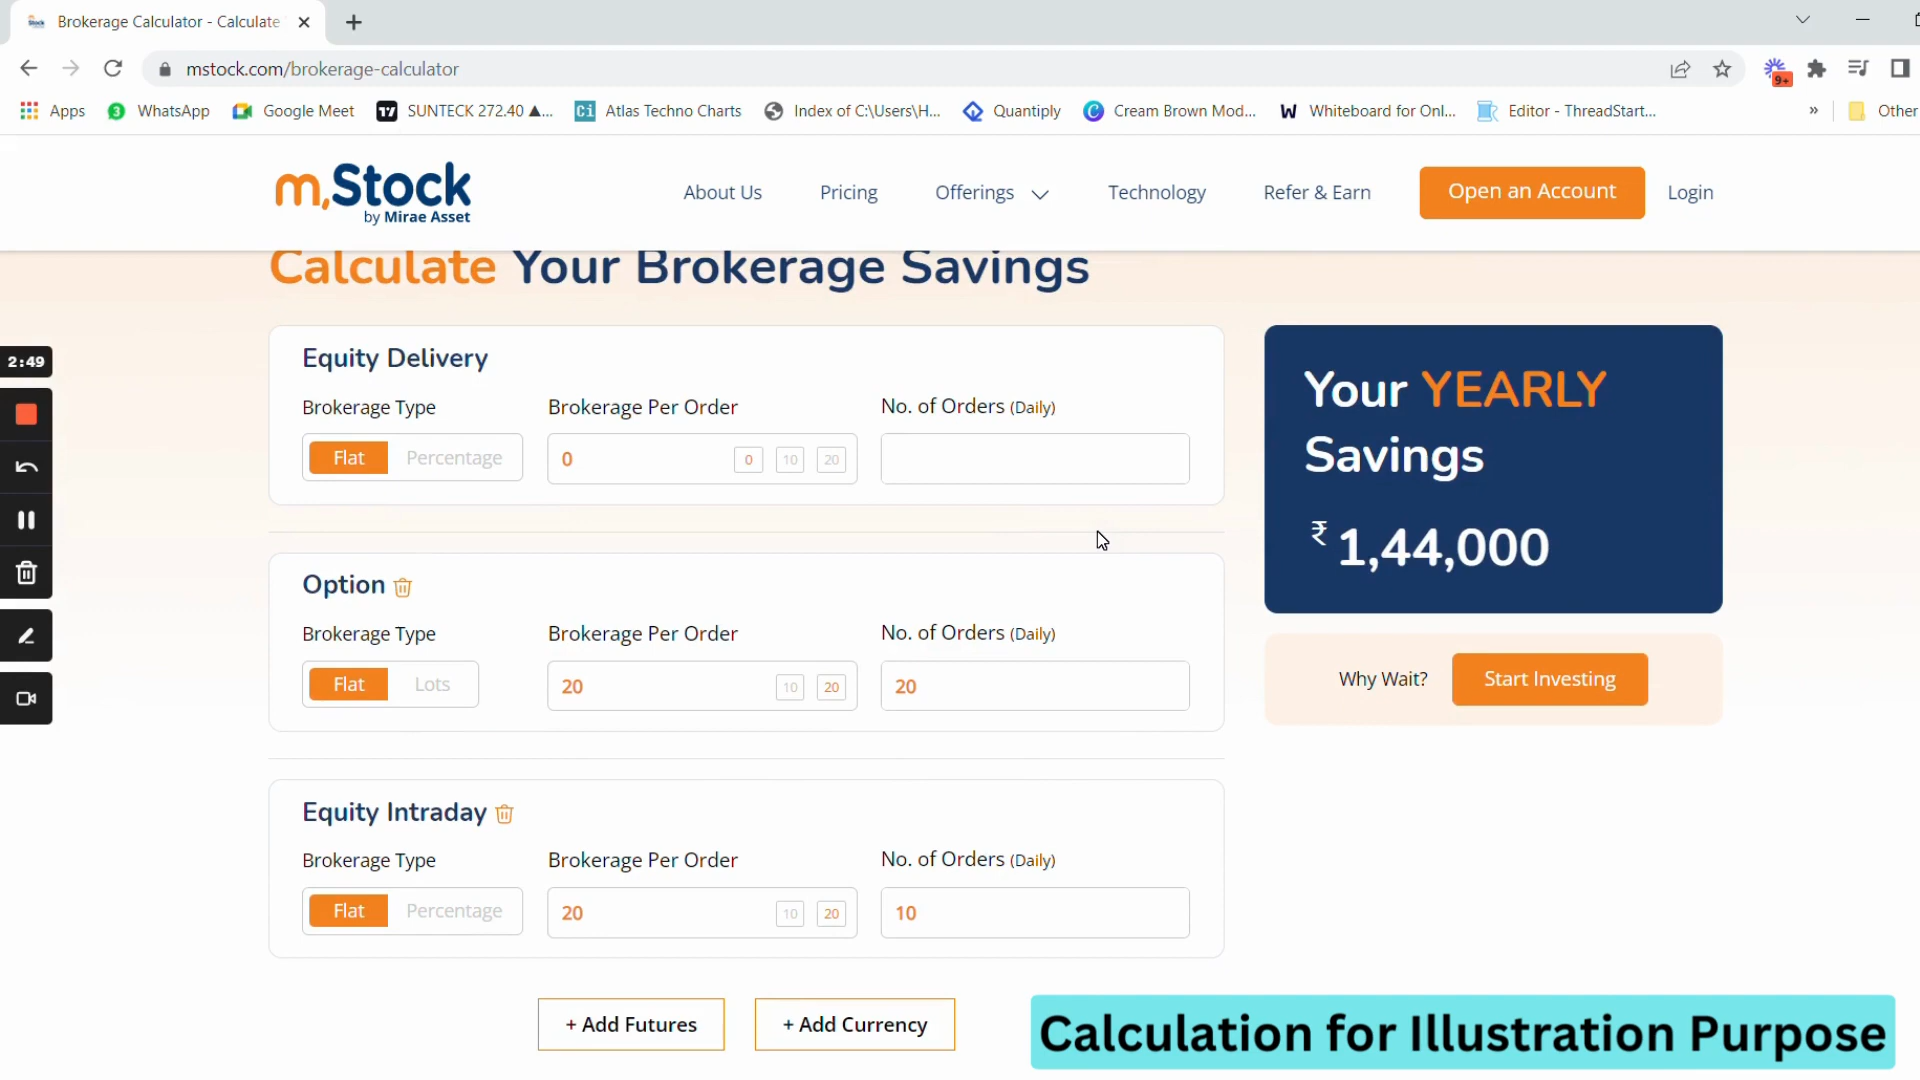 Brokerage Calculator - Calculate
mstock.com/brokerage-calculator
9+
Apps
3
WhatsApp
Google Meet
SUNTECK 272.40 ▲...
Ci
Atlas Techno Charts
Index of C:\Users\H...
Quantiply
Cream Brown Mod...
W
Whiteboard for Onl...
Editor - ThreadStart...
»
Other
m.Stock
by Mirae Asset
About Us
Pricing
Offerings
Technology
Refer & Earn
Open an Account
Login
Calculate Your Brokerage Savings
2:49
Equity Delivery
Brokerage Type
Brokerage Per Order
No. of Orders (Daily)
Flat
Percentage
0
0
10
20
Your YEARLY
Savings
₹ 1,44,000
Option
Brokerage Type
Brokerage Per Order
No. of Orders (Daily)
Flat
Lots
20
10
20
20
Why Wait?
Start Investing
Equity Intraday
Brokerage Type
Brokerage Per Order
No. of Orders (Daily)
Flat
Percentage
20
10
20
10
+ Add Futures
+ Add Currency
Calculation for Illustration Purpose